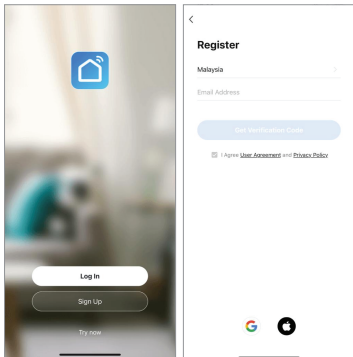 Log In
Sign Up
Try now
Register
Malaysia
Email Address
Get Verification Code
I Agree User Agreement and Privacy Policy